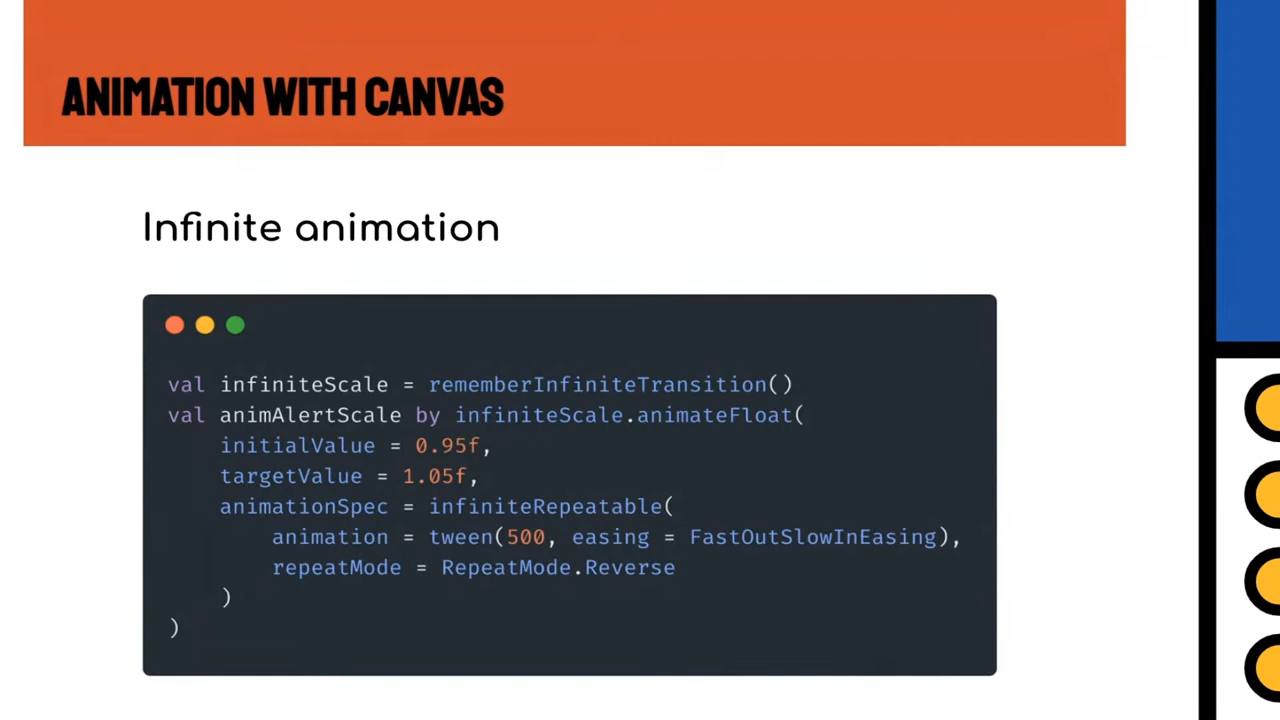 ANIMATION WITH CANVAS
Infinite animation
val infiniteScale = rememberInfiniteTransition()
val animAlertScale by infiniteScale.animateFloat(
    initialValue = 0.95f,
    targetValue = 1.05f,
    animationSpec = infiniteRepeatable(
        animation = tween(500, easing = FastOutSlowInEasing),
        repeatMode = RepeatMode.Reverse
    )
)